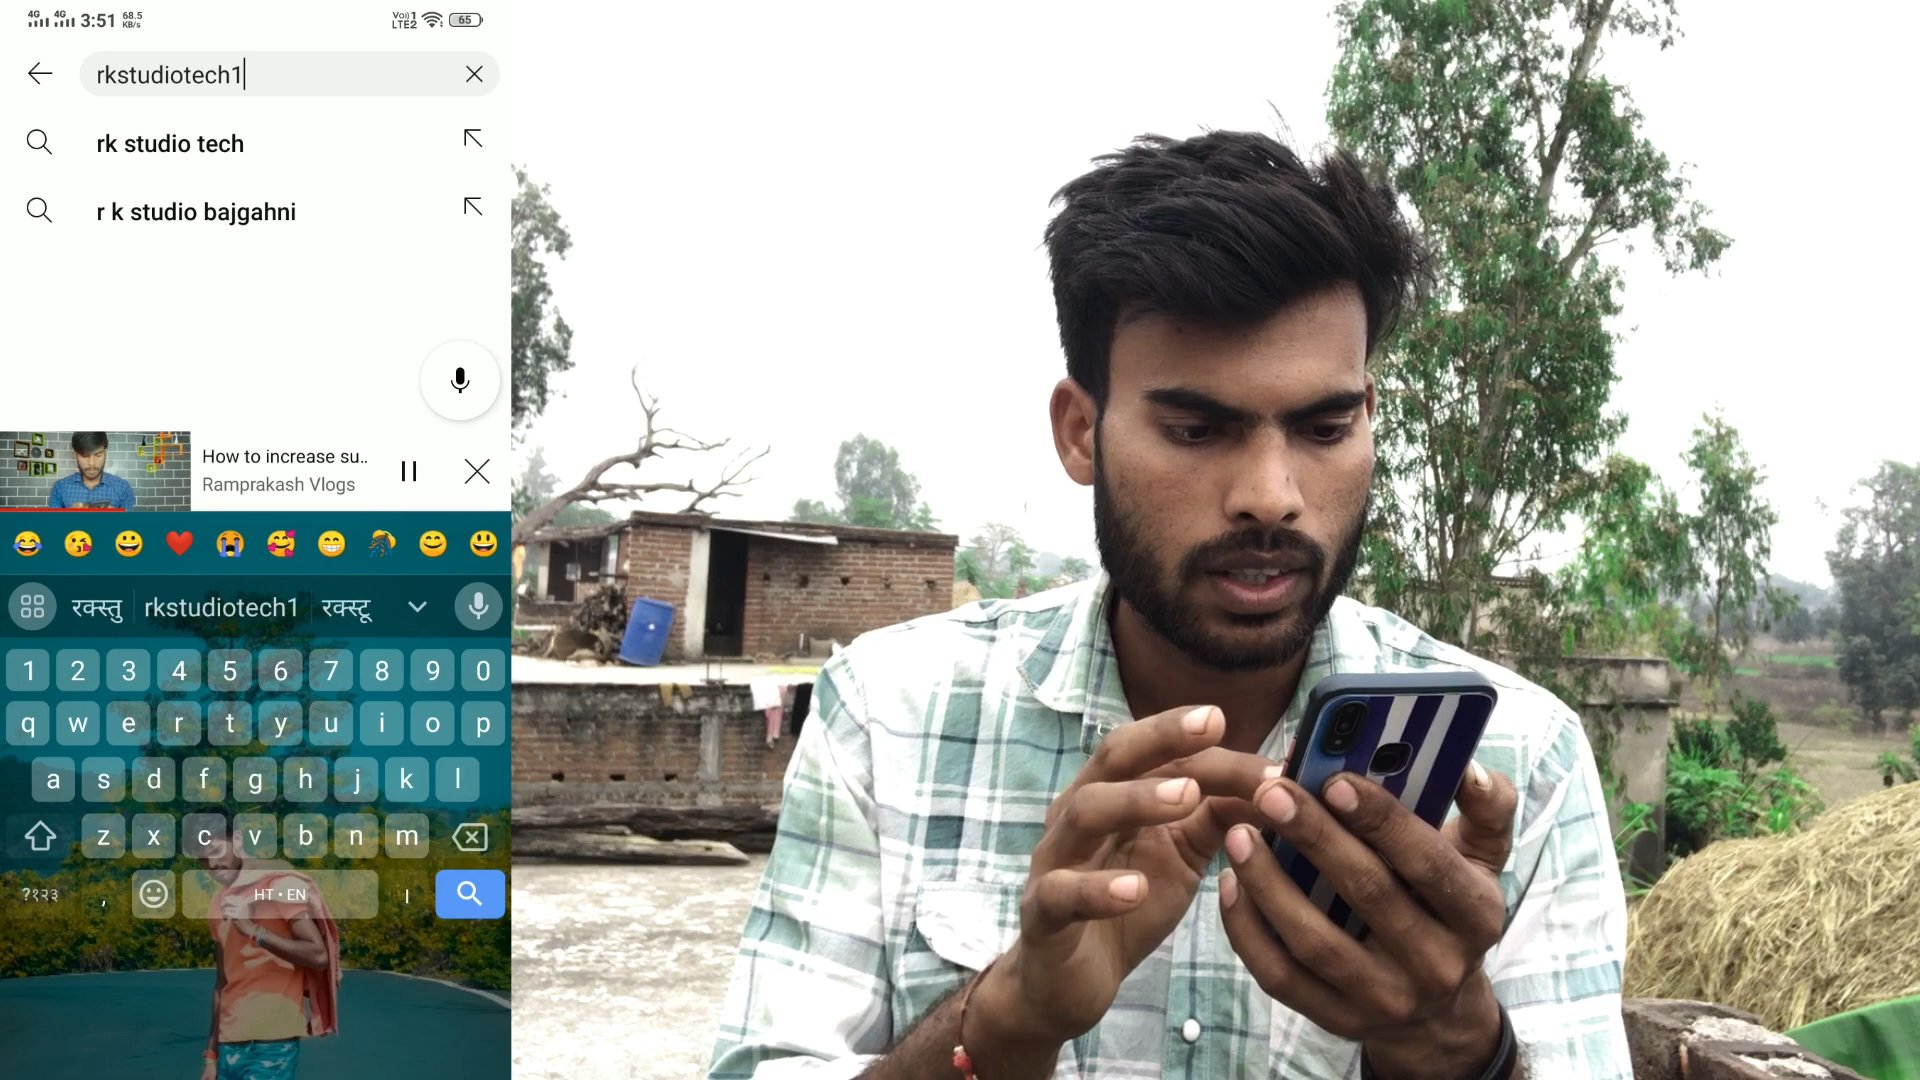 4G 4G 3:51 68.5 KB/s Vo)) 1 LTE2 65
rkstudiotech1
rk studio tech
r k studio bajgahni
How to increase su..
Ramprakash Vlogs
रक्स्तु rkstudiotech1 रक्स्टू
1 2 3 4 5 6 7 8 9 0
q w e r t y u i o p
a s d f g h j k l
z x c v b n m
?१२३ , HT • EN |